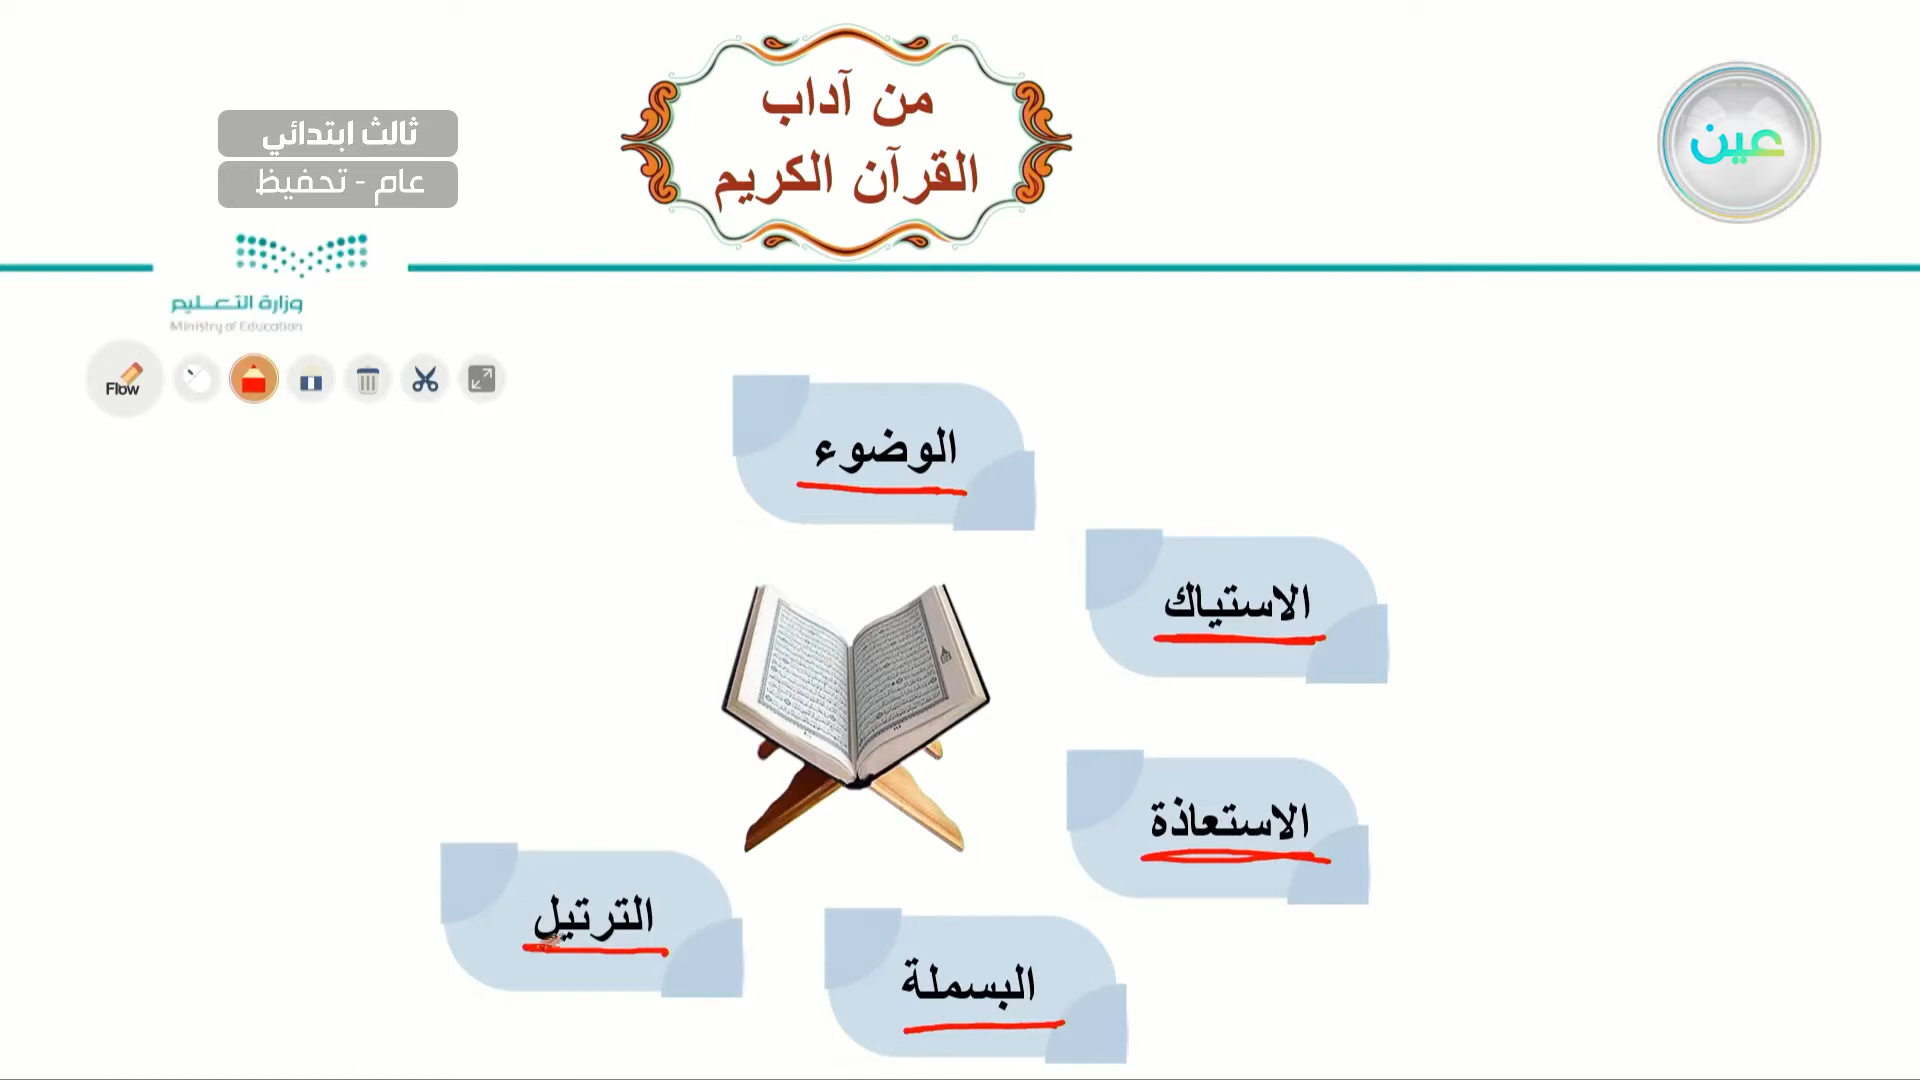 من آداب
القرآن الكريم
عين
ثالث ابتدائي
عام - تحفيظ
وزارة التعليم
Ministry of Education
Flow
الوضوء
الاستياك
الاستعاذة
البسملة
الترتيل